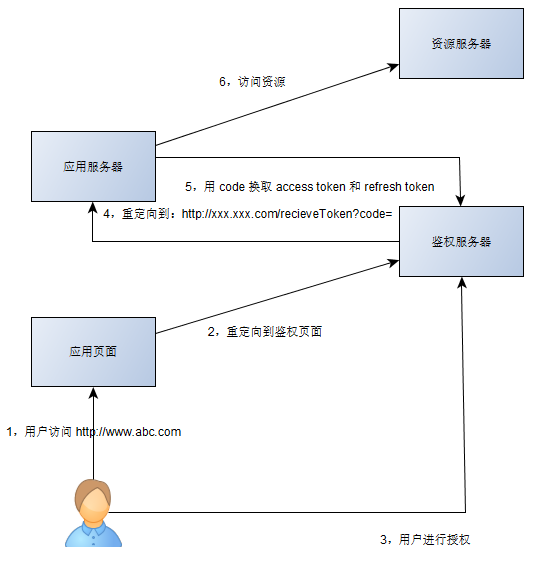 资源服务器
6，访问资源
应用服务器
5，用 code 换取 access token 和 refresh token
4，重定向到：http://xxx.xxx.com/recieveToken?code=
鉴权服务器
2，重定向到鉴权页面
应用页面
1，用户访问 http://www.abc.com
3，用户进行授权